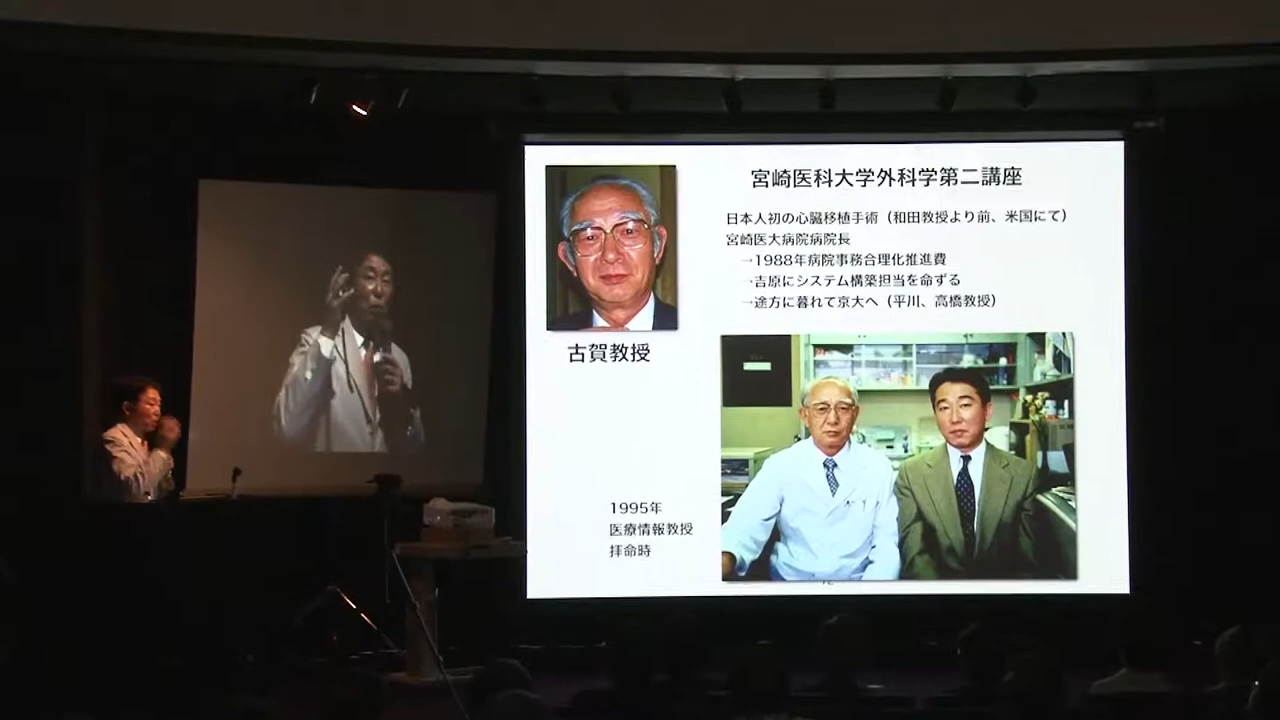 宮崎医科大学外科学第二講座
日本人初の心臓移植手術（和田教授より前、米国にて）
宮崎医大病院病院長
→1988年病院事務合理化推進費
→吉原にシステム構築担当を命ずる
→途方に暮れて京大へ（平川、高橋教授）
古賀教授
1995年
医療情報教授
拝命時